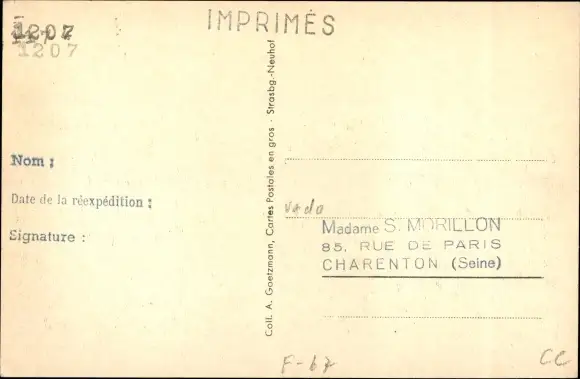 IMPRIMÉS
1207
1207
Nom :
Date de la réexpédition :
Signature :
Coll. A. Goetzmann, Cartes Postales en gros - Strasbg.-Neuhof
Madame S. MORILLON
85, RUE DE PARIS
CHARENTON (Seine)
F-67
CC